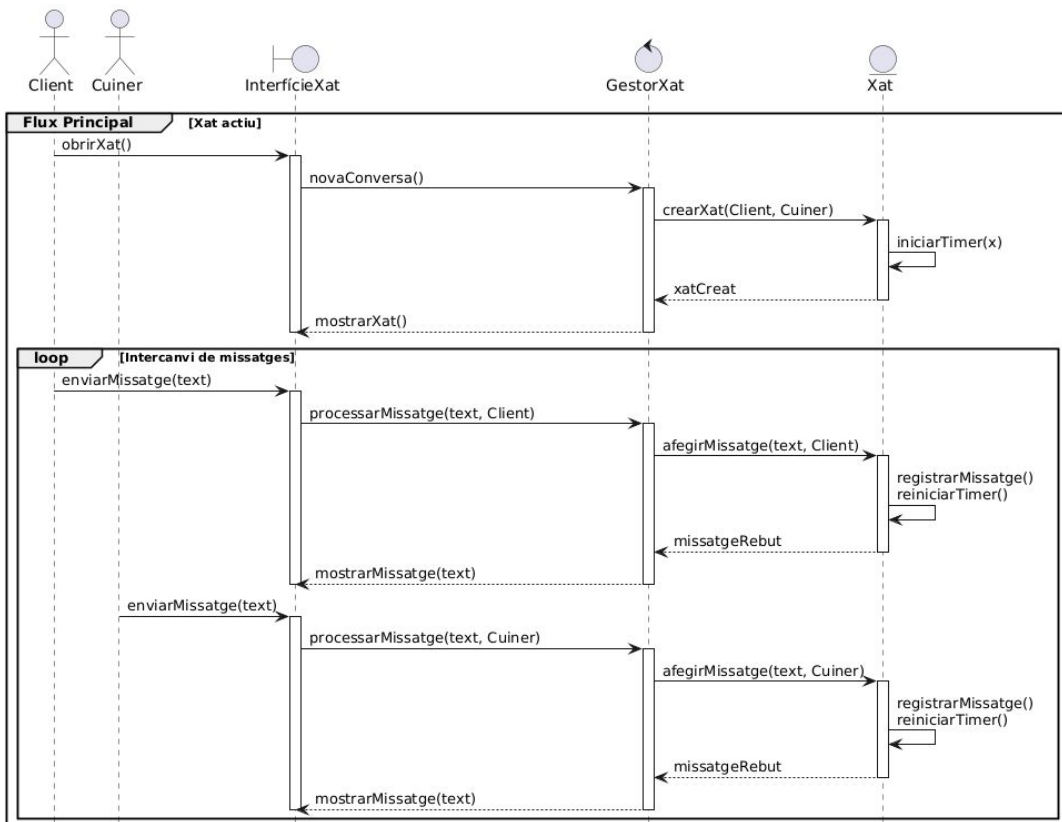 Client Cuiner InterfícieXat GestorXat Xat
Flux Principal [Xat actiu]
obrirXat()
novaConversa()
crearXat(Client, Cuiner)
iniciarTimer(x)
xatCreat
mostrarXat()
loop [Intercanvi de missatges]
enviarMissatge(text)
processarMissatge(text, Client)
afegirMissatge(text, Client)
registrarMissatge()
reiniciarTimer()
missatgeRebut
mostrarMissatge(text)
enviarMissatge(text)
processarMissatge(text, Cuiner)
afegirMissatge(text, Cuiner)
registrarMissatge()
reiniciarTimer()
missatgeRebut
mostrarMissatge(text)